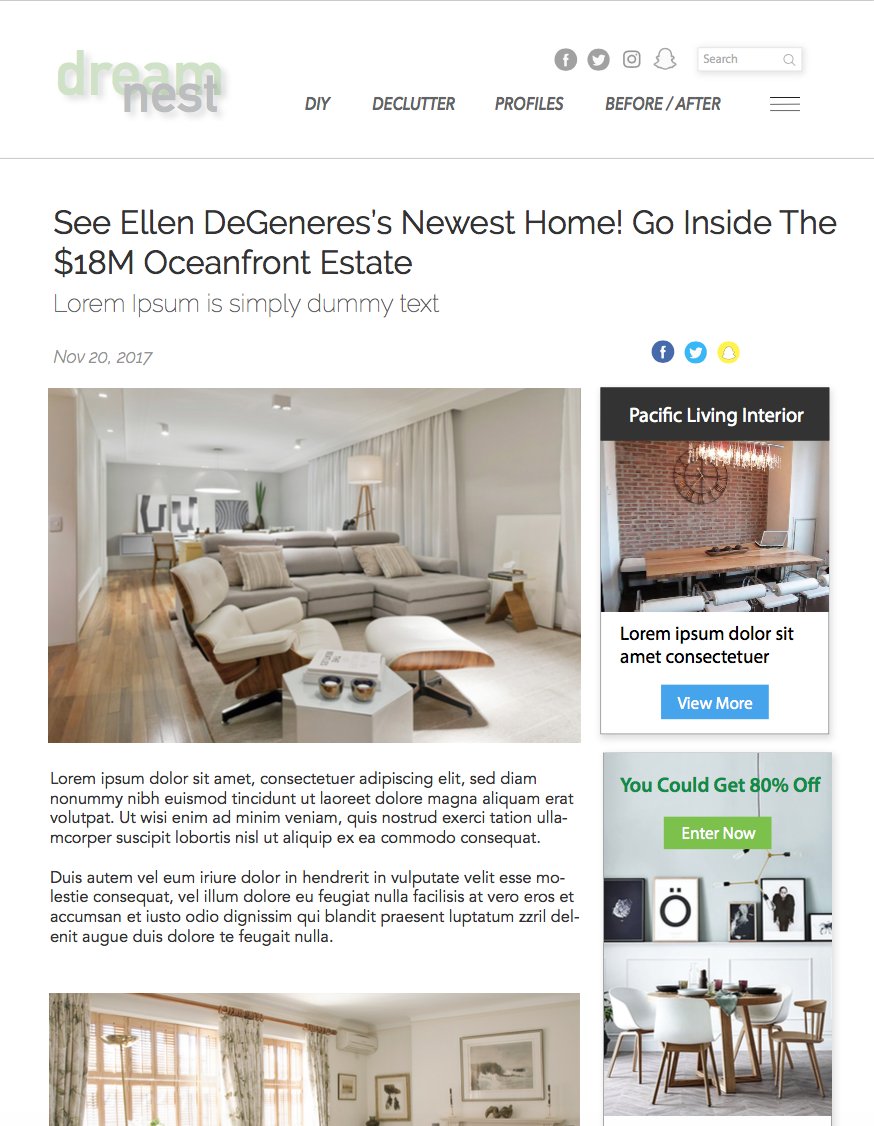 dream
nest
Search
DIY
DECLUTTER
PROFILES
BEFORE / AFTER
See Ellen DeGeneres’s Newest Home! Go Inside The
$18M Oceanfront Estate
Lorem Ipsum is simply dummy text
Nov 20, 2017
Pacific Living Interior
Lorem ipsum dolor sit
amet consectetuer
View More
Lorem ipsum dolor sit amet, consectetuer adipiscing elit, sed diam
nonummy nibh euismod tincidunt ut laoreet dolore magna aliquam erat
volutpat. Ut wisi enim ad minim veniam, quis nostrud exerci tation ulla-
mcorper suscipit lobortis nisl ut aliquip ex ea commodo consequat.
Duis autem vel eum iriure dolor in hendrerit in vulputate velit esse mo-
lestie consequat, vel illum dolore eu feugiat nulla facilisis at vero eros et
accumsan et iusto odio dignissim qui blandit praesent luptatum zzril del-
enit augue duis dolore te feugait nulla.
You Could Get 80% Off
Enter Now